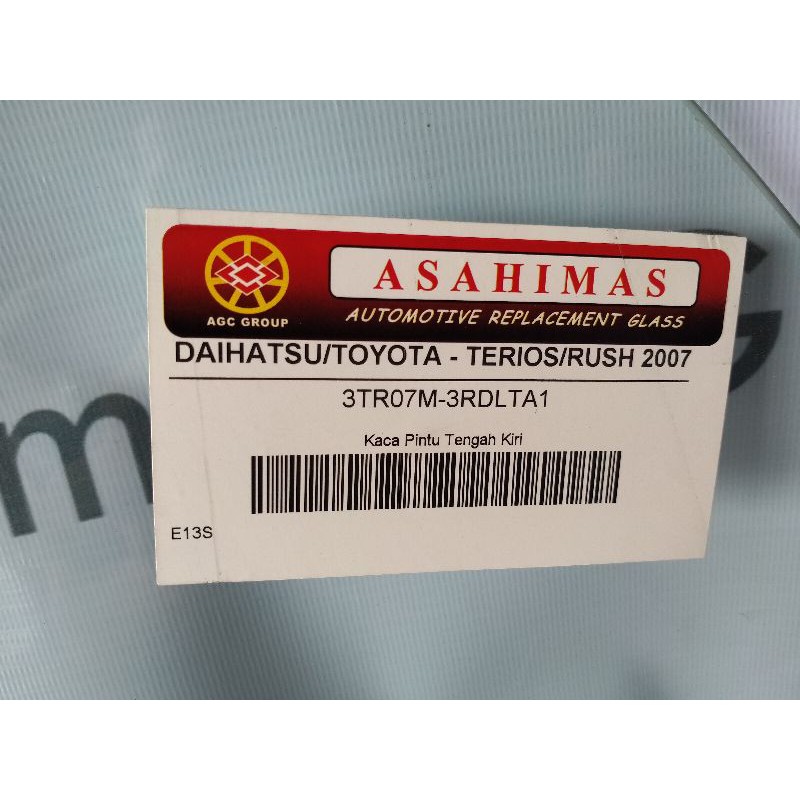 ASAHIMAS
AGC GROUP
AUTOMOTIVE REPLACEMENT GLASS
DAIHATSU/TOYOTA - TERIOS/RUSH 2007
3TR07M-3RDLTA1
Kaca Pintu Tengah Kiri
E13S
m
G